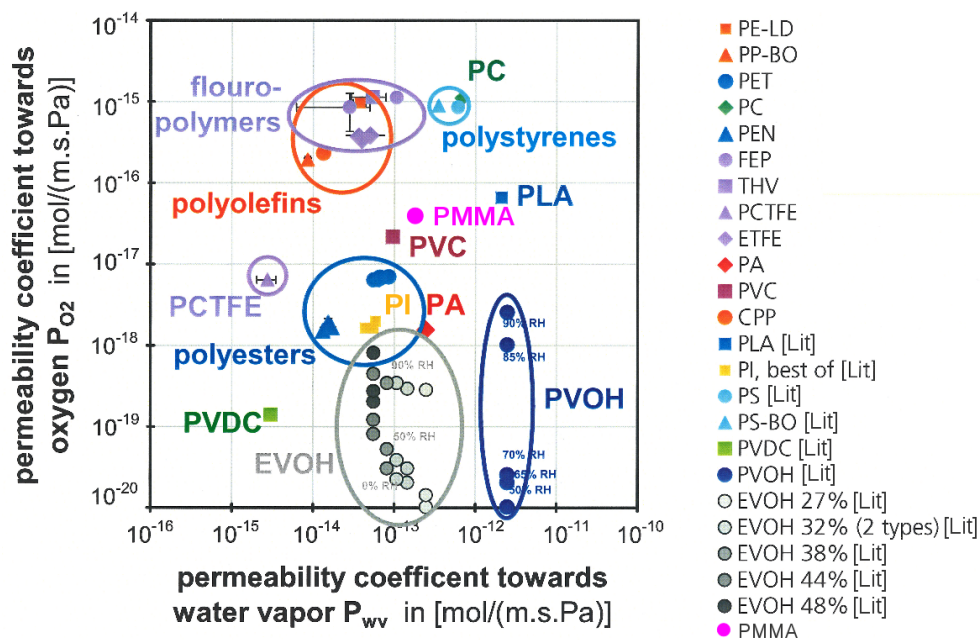 permeability coefficient towards
oxygen P_O2 in [mol/(m.s.Pa)]
10^-14
10^-15
10^-16
10^-17
10^-18
10^-19
10^-20
PC
flouro-
polymers
polystyrenes
polyolefins
PLA
PMMA
PVC
PCTFE
PI
PA
polyesters
90% RH
85% RH
90% RH
PVOH
PVDC
50% RH
EVOH
70% RH
65% RH
0% RH
50% RH
10^-16
10^-15
10^-14
10^-13
10^-12
10^-11
10^-10
permeability coefficent towards
water vapor P_wv in [mol/(m.s.Pa)]
PE-LD
PP-BO
PET
PC
PEN
FEP
THV
PCTFE
ETFE
PA
PVC
CPP
PLA [Lit]
PI, best of [Lit]
PS [Lit]
PS-BO [Lit]
PVDC [Lit]
PVOH [Lit]
EVOH 27% [Lit]
EVOH 32% (2 types) [Lit]
EVOH 38% [Lit]
EVOH 44% [Lit]
EVOH 48% [Lit]
PMMA